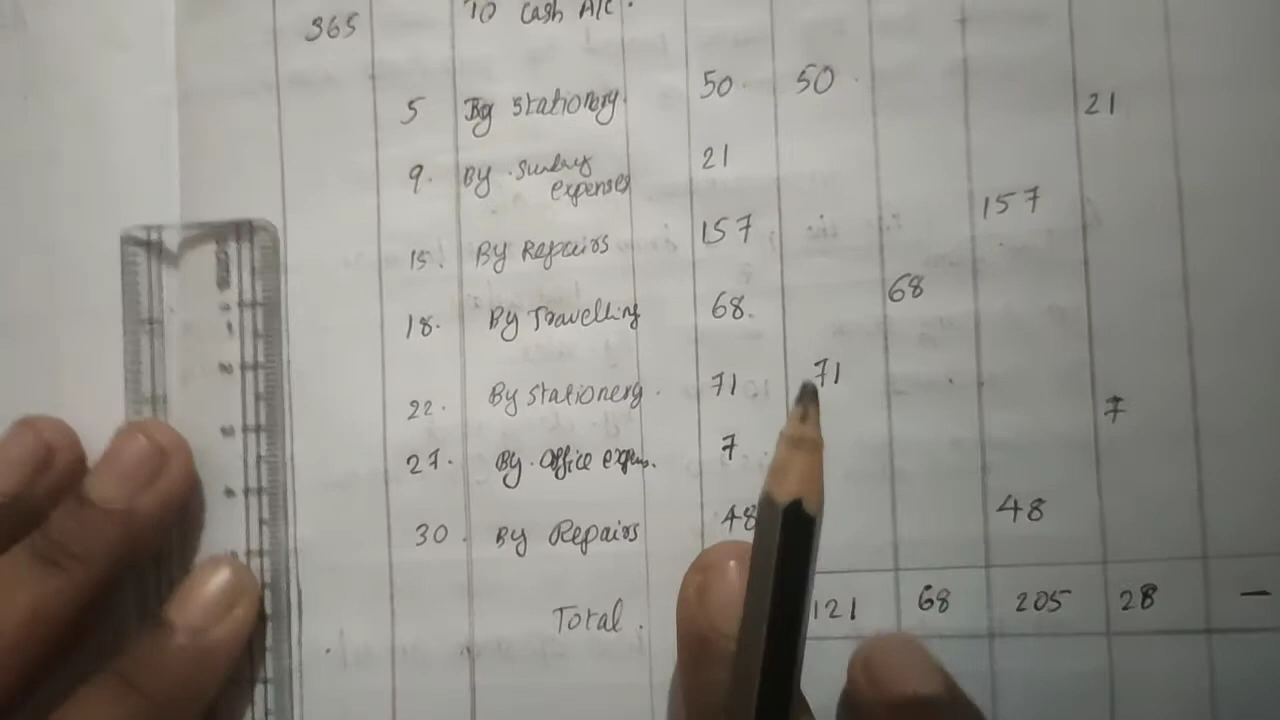 365 To Cash A/c.
5 By Stationery 50 50
21
9. By Sundry expenses 21
15. By Repairs 157 157
18. By Travelling 68. 68
22. By Stationery. 71 71
27. By Office expens. 7 7
30. By Repairs 48 48
Total. 121 68 205 28 —